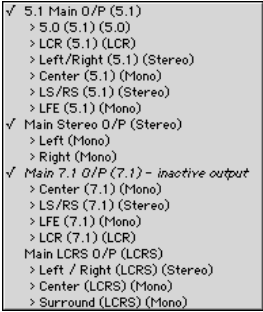 ✓ 5.1 Main O/P (5.1)
> 5.0 (5.1) (5.0)
> LCR (5.1) (LCR)
> Left/Right (5.1) (Stereo)
> Center (5.1) (Mono)
> LS/RS (5.1) (Stereo)
> LFE (5.1) (Mono)
✓ Main Stereo O/P (Stereo)
> Left (Mono)
> Right (Mono)
✓ Main 7.1 O/P (7.1) - inactive output
> Center (7.1) (Mono)
> LS/RS (7.1) (Stereo)
> LFE (7.1) (Mono)
> LCR (7.1) (LCR)
Main LCRS O/P (LCRS)
> Left / Right (LCRS) (Stereo)
> Center (LCRS) (Mono)
> Surround (LCRS) (Mono)